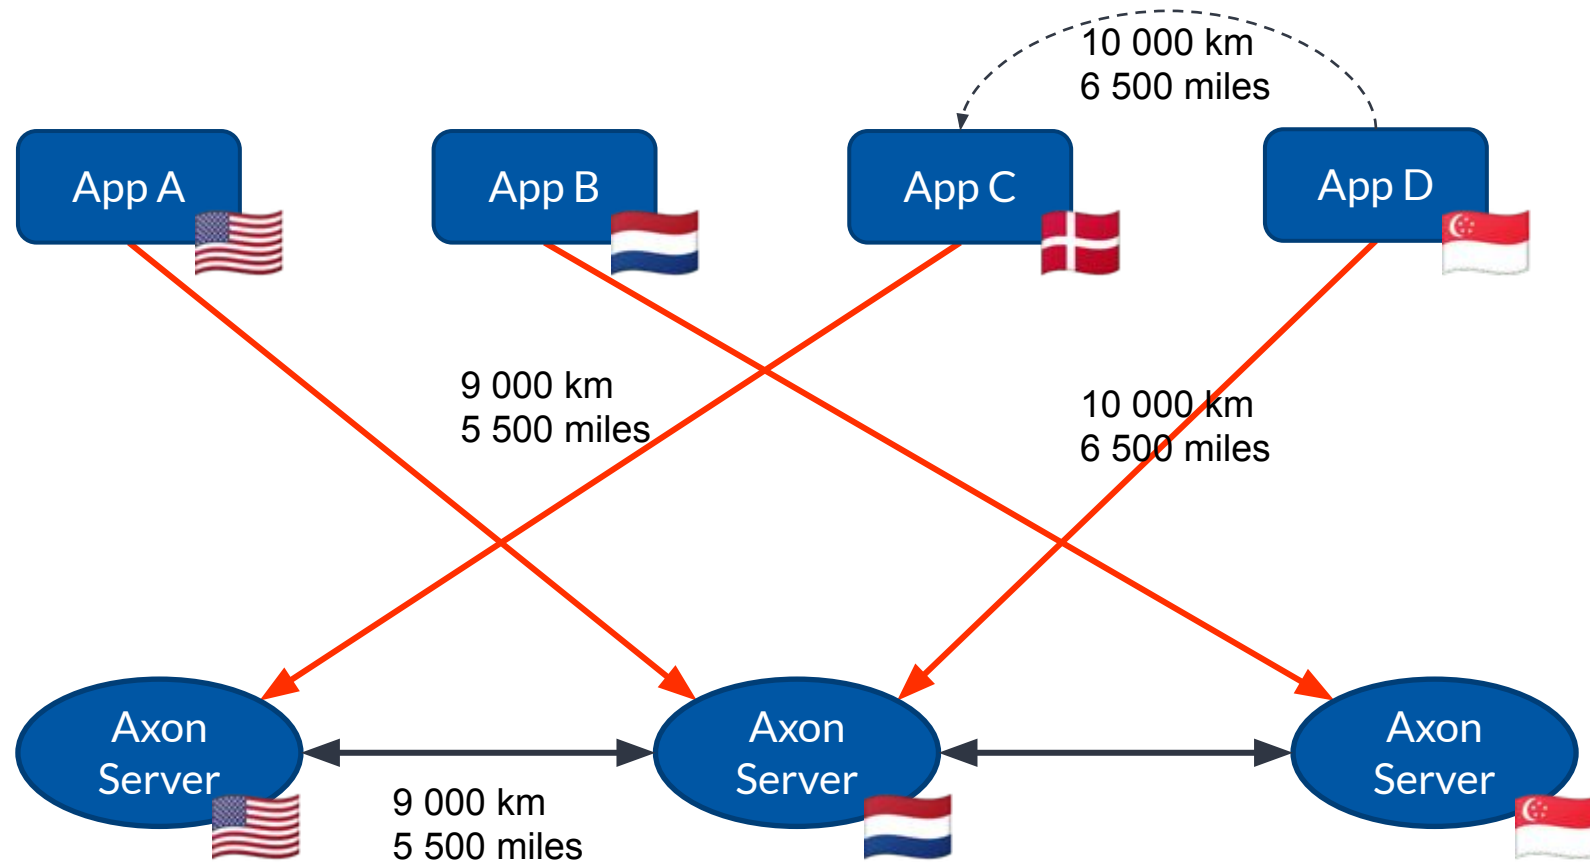 10 000 km
6 500 miles
App A
App B
App C
App D
9 000 km
5 500 miles
10 000 km
6 500 miles
Axon
Server
Axon
Server
Axon
Server
9 000 km
5 500 miles